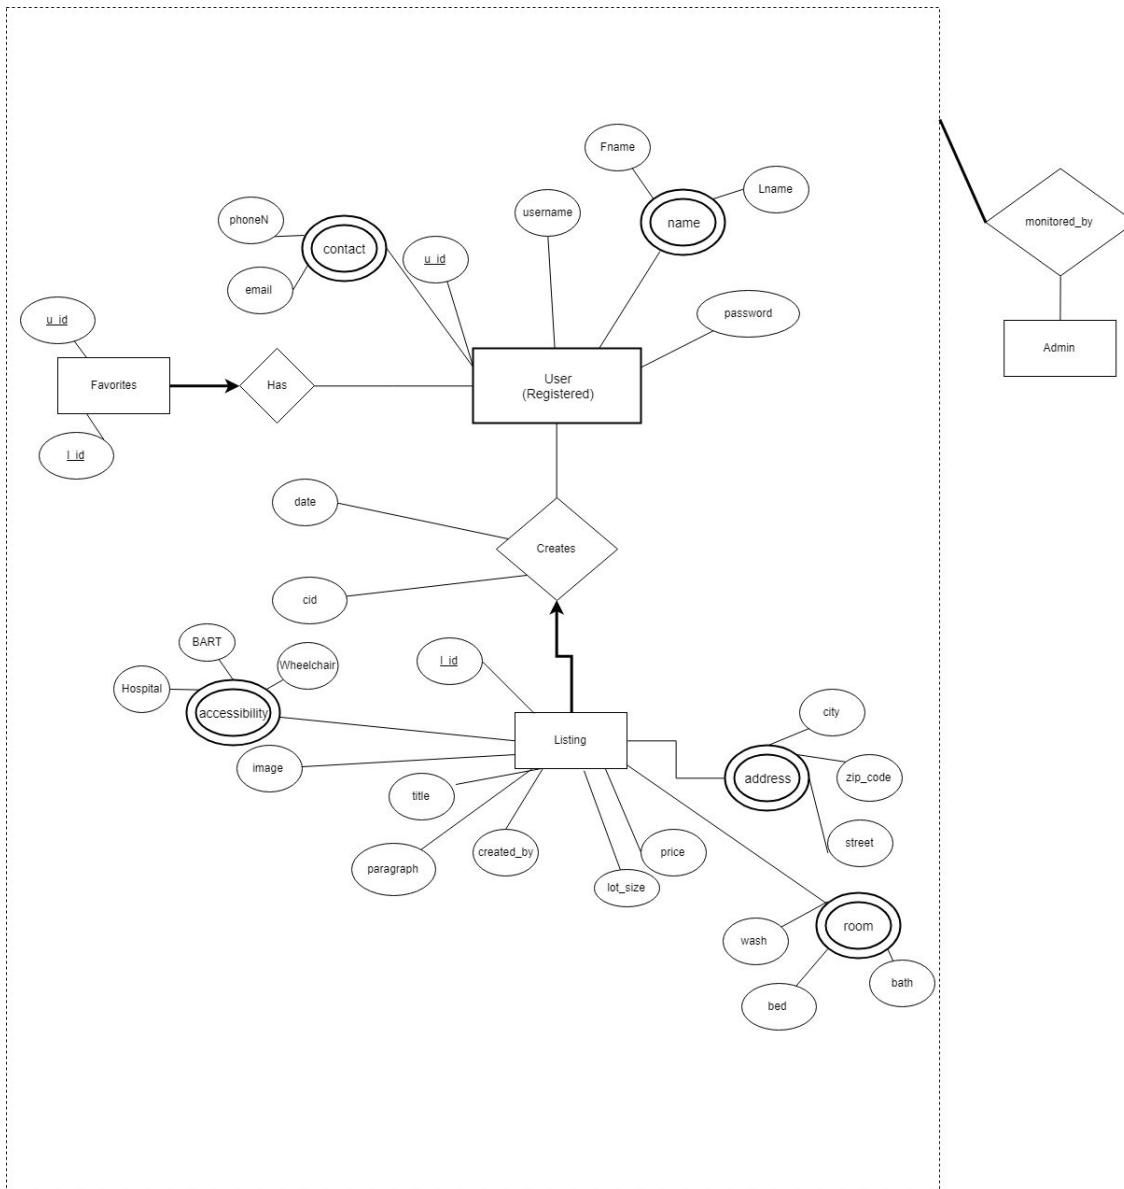 Fname
Lname
name
username
phoneN
contact
u_id
email
password
monitored_by
u_id
Admin
Favorites
Has
User
(Registered)
l_id
date
Creates
cid
BART
Wheelchair
Hospital
accessibility
l_id
city
Listing
image
address
zip_code
title
created_by
price
street
paragraph
lot_size
room
wash
bath
bed